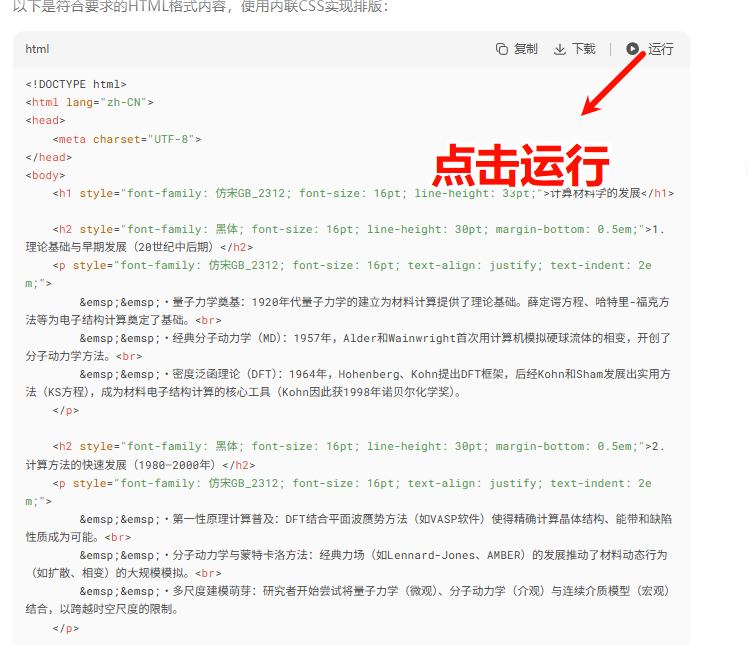 以下是符合要求的HTML格式内容，使用内联CSS实现排版：
html
复制
下载
运行
点击运行
<!DOCTYPE html>
<html lang="zh-CN">
<head>
    <meta charset="UTF-8">
</head>
<body>
    <h1 style="font-family: 仿宋GB_2312; font-size: 16pt; line-height: 33pt;">计算材料学的发展</h1>
    <h2 style="font-family: 黑体; font-size: 16pt; line-height: 30pt; margin-bottom: 0.5em;">1.
理论基础与早期发展（20世纪中后期）</h2>
    <p style="font-family: 仿宋GB_2312; font-size: 16pt; text-align: justify; text-indent: 2e
m;">
        &emsp;&emsp;·量子力学奠基：1920年代量子力学的建立为材料计算提供了理论基础。薛定谔方程、哈特里-福克方
法等为电子结构计算奠定了基础。<br>
        &emsp;&emsp;·经典分子动力学（MD）：1957年，Alder和Wainwright首次用计算机模拟硬球流体的相变，开创了
分子动力学方法。<br>
        &emsp;&emsp;·密度泛函理论（DFT）：1964年，Hohenberg、Kohn提出DFT框架，后经Kohn和Sham发展出实用方
法（KS方程），成为材料电子结构计算的核心工具（Kohn因此获1998年诺贝尔化学奖）。
    </p>
    <h2 style="font-family: 黑体; font-size: 16pt; line-height: 30pt; margin-bottom: 0.5em;">2.
计算方法的快速发展（1980–2000年）</h2>
    <p style="font-family: 仿宋GB_2312; font-size: 16pt; text-align: justify; text-indent: 2e
m;">
        &emsp;&emsp;·第一性原理计算普及：DFT结合平面波赝势方法（如VASP软件）使得精确计算晶体结构、能带和缺陷
性质成为可能。<br>
        &emsp;&emsp;·分子动力学与蒙特卡洛方法：经典力场（如Lennard-Jones、AMBER）的发展推动了材料动态行为
（如扩散、相变）的大规模模拟。<br>
        &emsp;&emsp;·多尺度建模萌芽：研究者开始尝试将量子力学（微观）、分子动力学（介观）与连续介质模型（宏观）
结合，以跨越时空尺度的限制。
    </p>